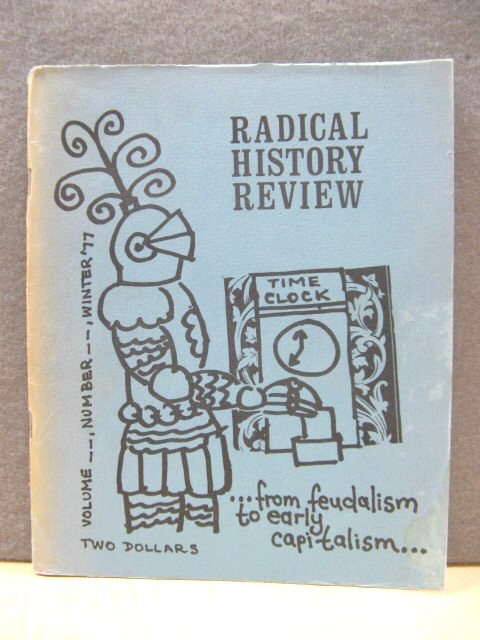 RADICAL
HISTORY
REVIEW
VOLUME --, NUMBER --, WINTER '77
TIME
CLOCK
...from feudalism
to early
capitalism...
TWO DOLLARS